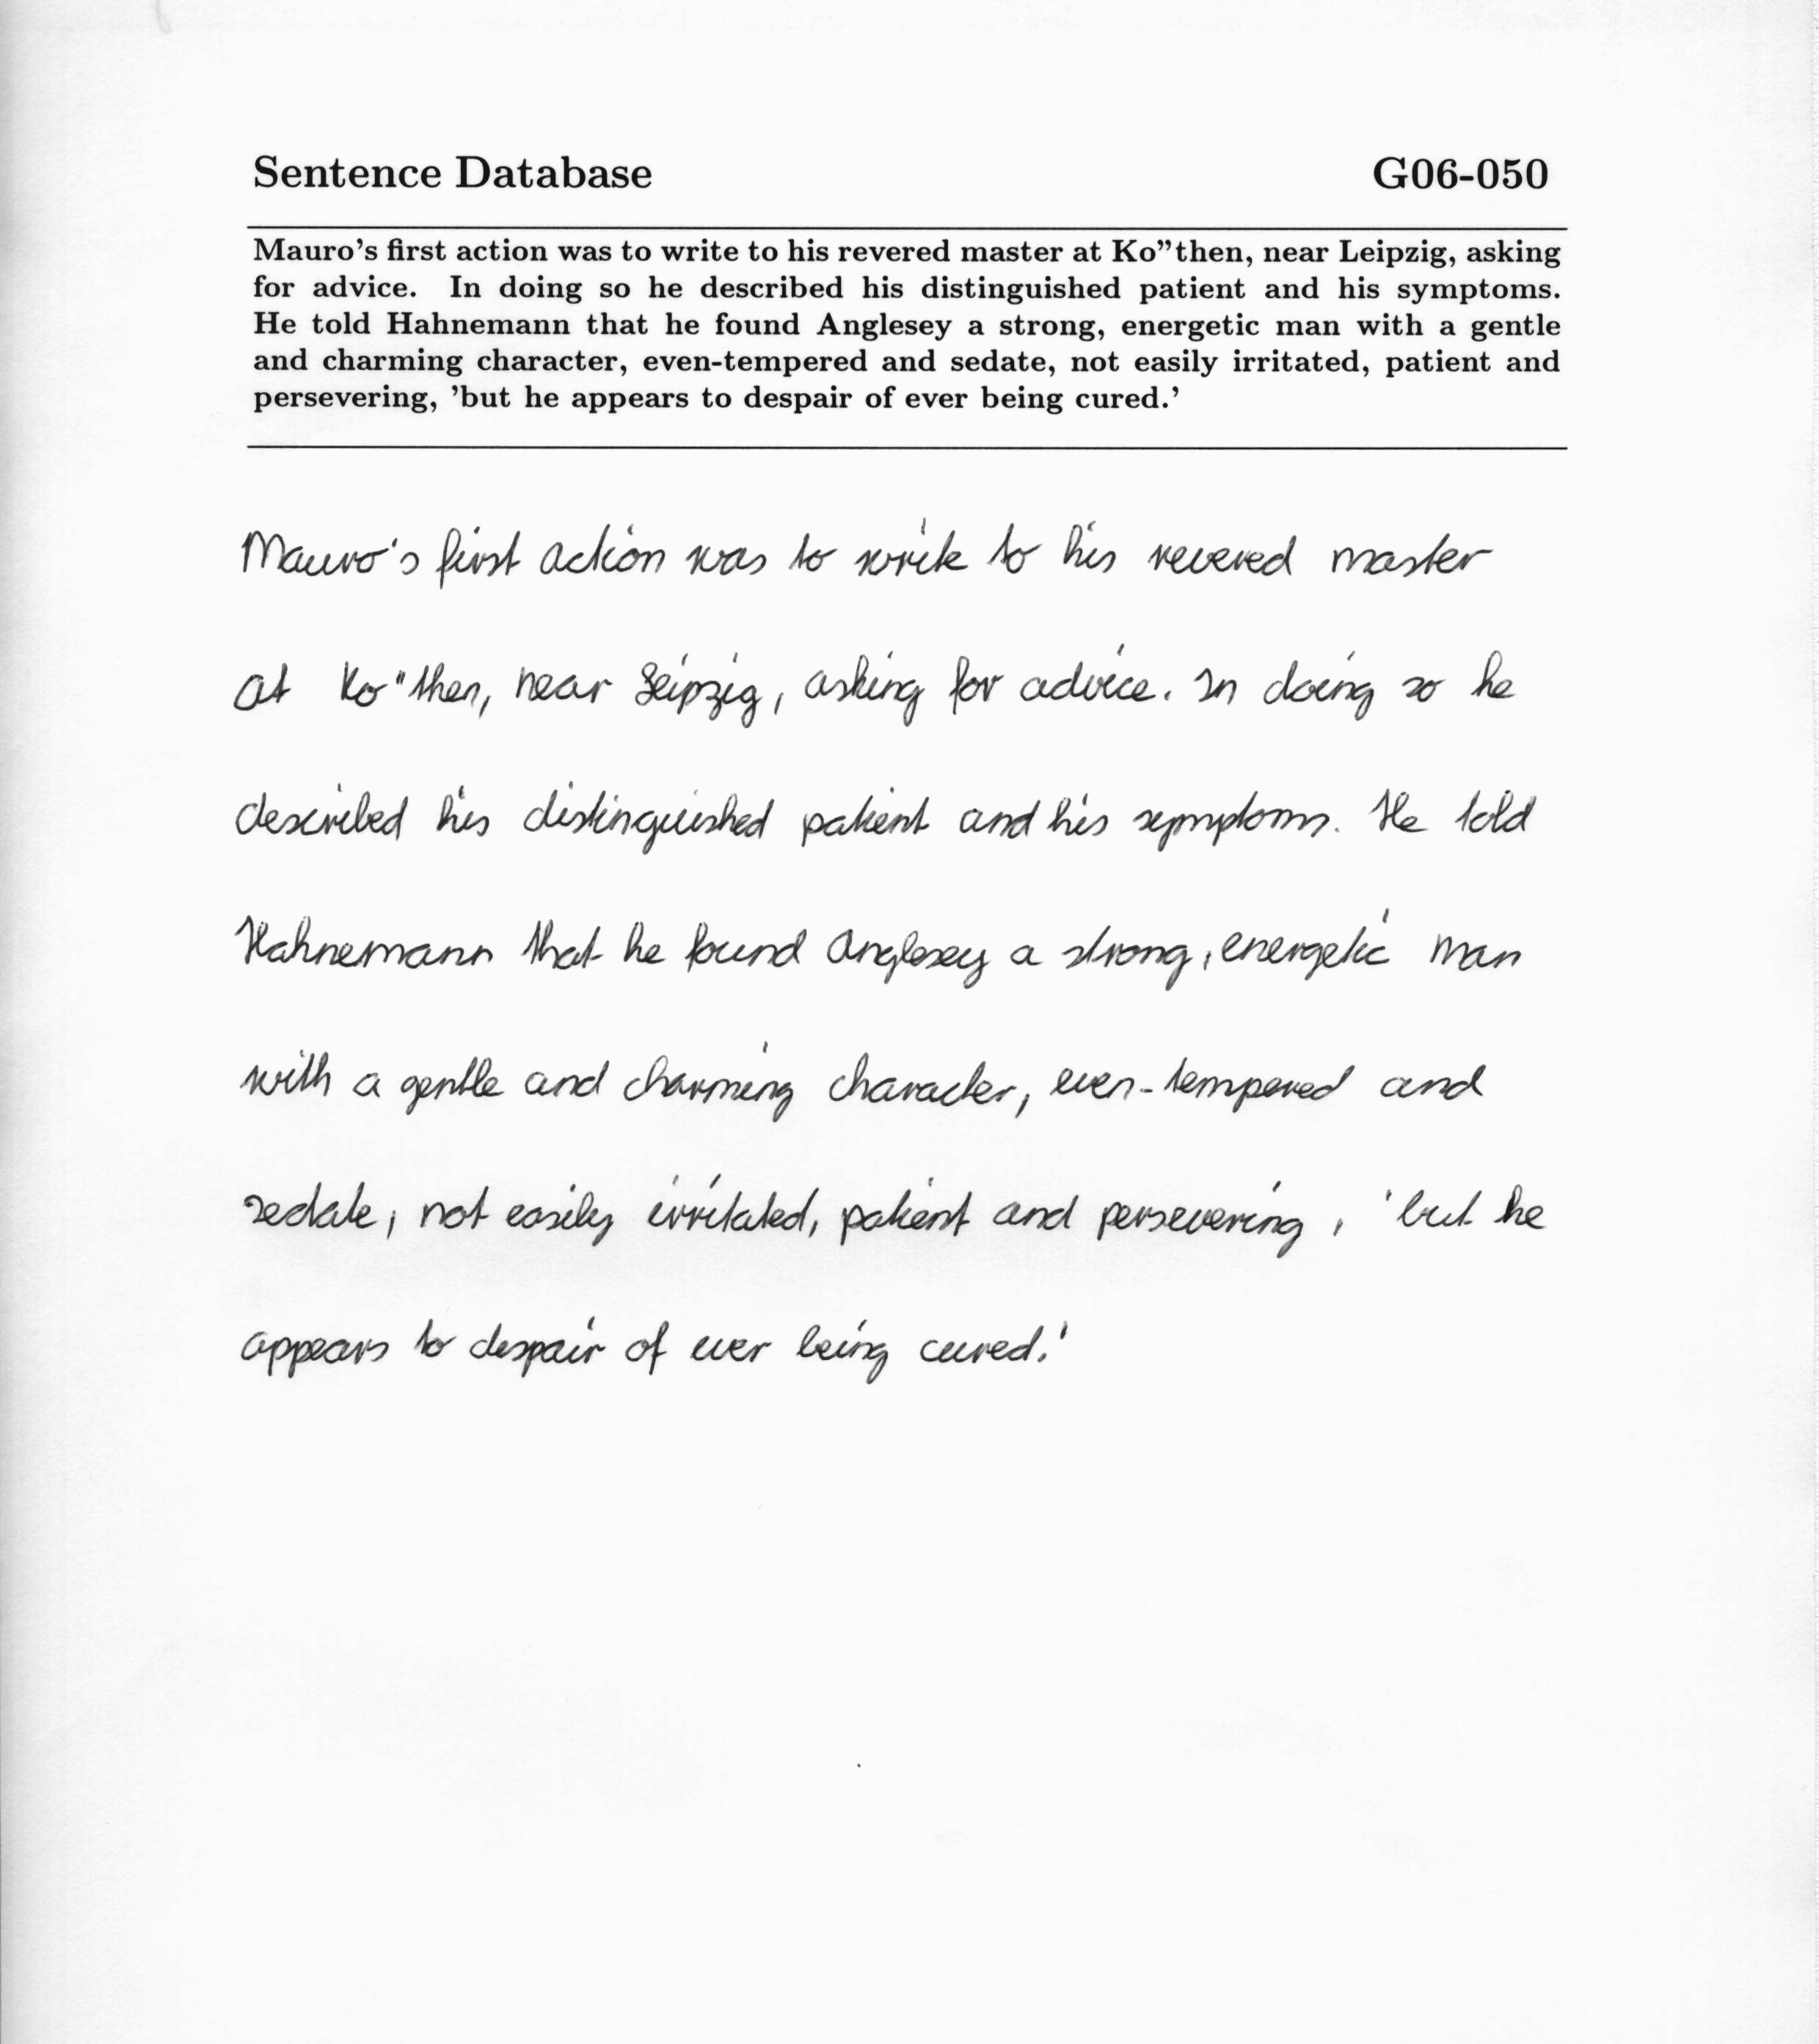 Sentence Database G06-050
Mauro's first action was to write to his revered master at Ko”then, near Leipzig, asking
for advice. In doing so he described his distinguished patient and his symptoms.
He told Hahnemann that he found Anglesey a strong, energetic man with a gentle
and charming character, even-tempered and sedate, not easily irritated, patient and
persevering, 'but he appears to despair of ever being cured.'
Mauro's first action was to write to his revered master
at Ko"then, near Leipzig, asking for advice. In doing so he
described his distinguished patient and his symptoms. He told
Hahnemann that he found Anglesey a strong, energetic man
with a gentle and charming character, even-tempered and
sedate, not easily irritated, patient and persevering, 'but he
appears to despair of ever being cured.'